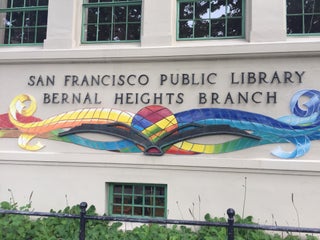 SAN FRANCISCO PUBLIC LIBRARY
BERNAL HEIGHTS BRANCH